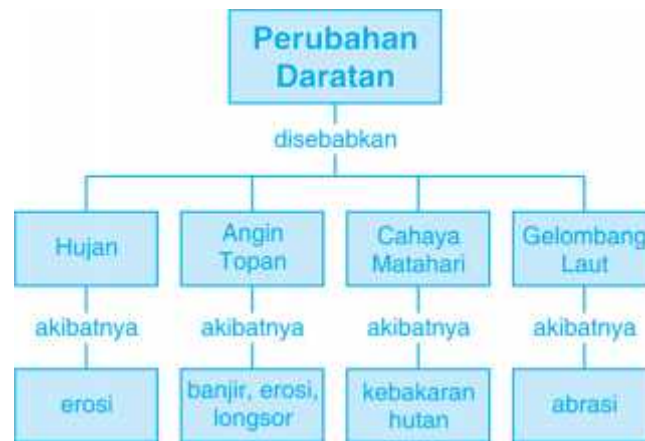 Perubahan
Daratan
disebabkan
Hujan
Angin
Topan
Cahaya
Matahari
Gelombang
Laut
akibatnya
akibatnya
akibatnya
akibatnya
erosi
banjir, erosi,
longsor
kebakaran
hutan
abrasi